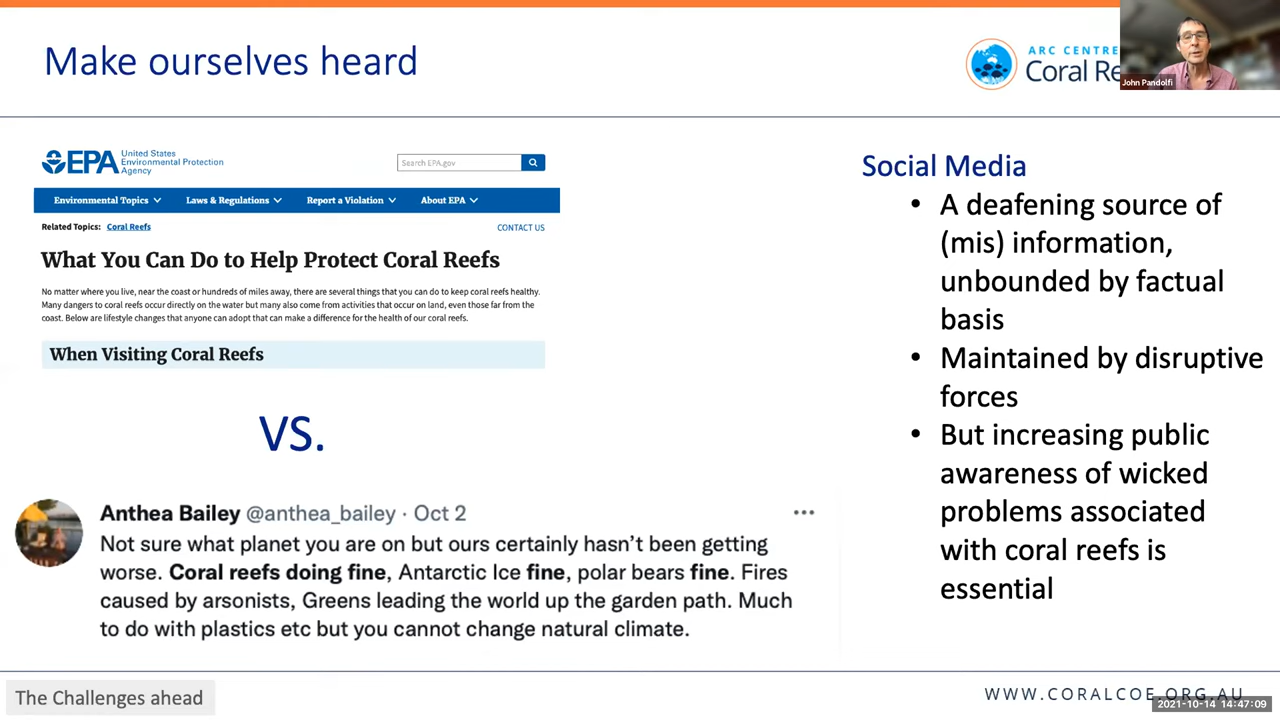 Make ourselves heard
ARC CENTRE
Coral Re
John Pandolfi
EPA
United States
Environmental Protection
Agency
Search EPA.gov
Environmental Topics
Laws & Regulations
Report a Violation
About EPA
Related Topics: Coral Reefs
CONTACT US
What You Can Do to Help Protect Coral Reefs
No matter where you live, near the coast or hundreds of miles away, there are several things that you can do to keep coral reefs healthy.
Many dangers to coral reefs occur directly on the water but many also come from activities that occur on land, even those far from the
coast. Below are lifestyle changes that anyone can adopt that can make a difference for the health of our coral reefs.
When Visiting Coral Reefs
VS.
Anthea Bailey @anthea_bailey · Oct 2
Not sure what planet you are on but ours certainly hasn't been getting
worse. Coral reefs doing fine, Antarctic Ice fine, polar bears fine. Fires
caused by arsonists, Greens leading the world up the garden path. Much
to do with plastics etc but you cannot change natural climate.
Social Media
• A deafening source of
(mis) information,
unbounded by factual
basis
• Maintained by disruptive
forces
• But increasing public
awareness of wicked
problems associated
with coral reefs is
essential
The Challenges ahead
WWW.CORALCOE.ORG.AU
2021-10-14 14:47:09